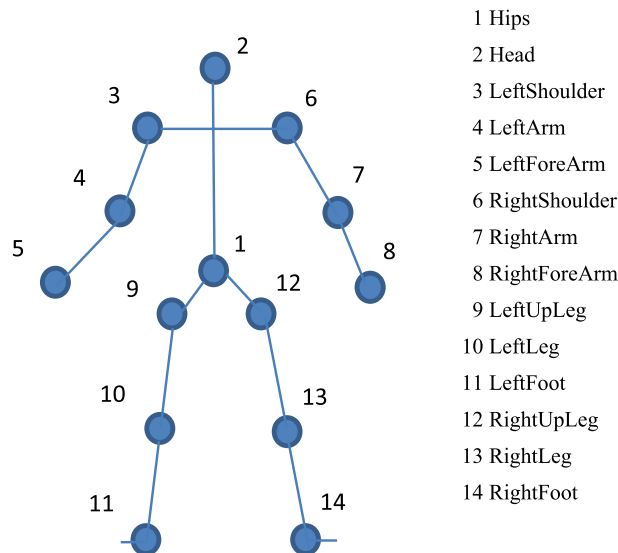 2
3
6
4
7
5
8
1
9
12
10
13
11
14
1 Hips
2 Head
3 LeftShoulder
4 LeftArm
5 LeftForeArm
6 RightShoulder
7 RightArm
8 RightForeArm
9 LeftUpLeg
10 LeftLeg
11 LeftFoot
12 RightUpLeg
13 RightLeg
14 RightFoot